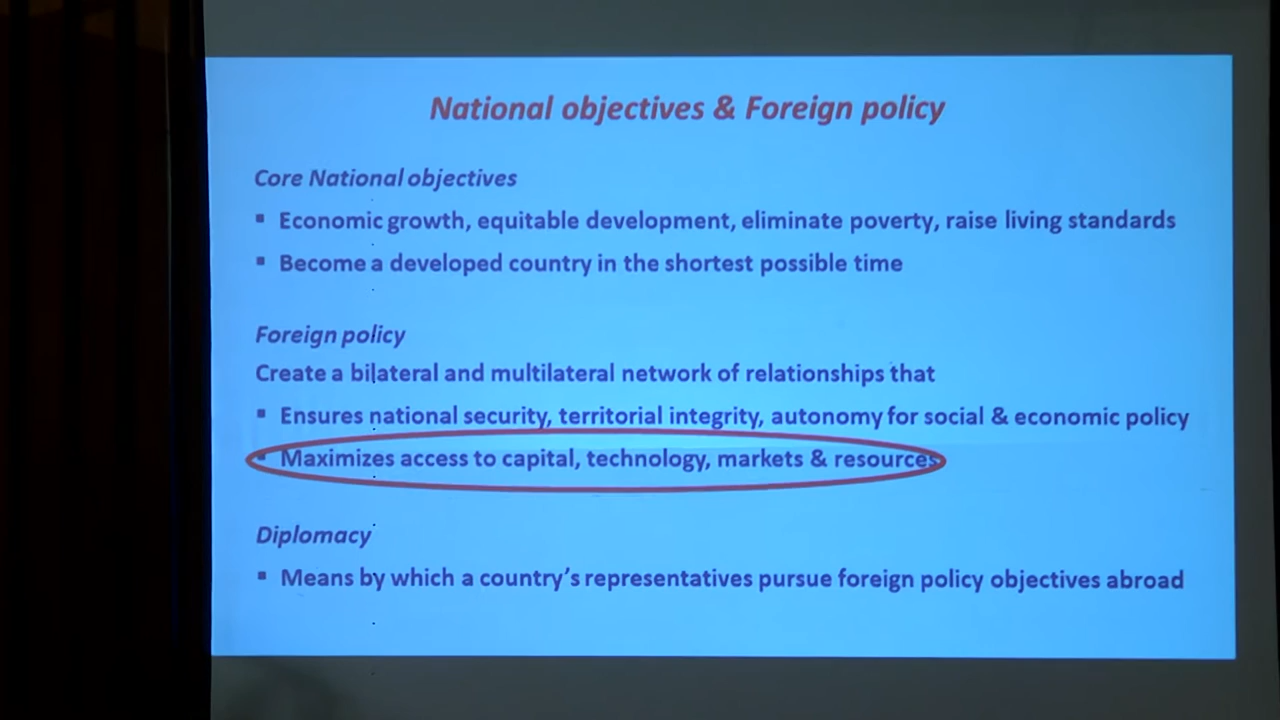 National objectives & Foreign policy
Core National objectives
▪ Economic growth, equitable development, eliminate poverty, raise living standards
▪ Become a developed country in the shortest possible time
Foreign policy
Create a bilateral and multilateral network of relationships that
▪ Ensures national security, territorial integrity, autonomy for social & economic policy
▪ Maximizes access to capital, technology, markets & resources
Diplomacy
▪ Means by which a country's representatives pursue foreign policy objectives abroad